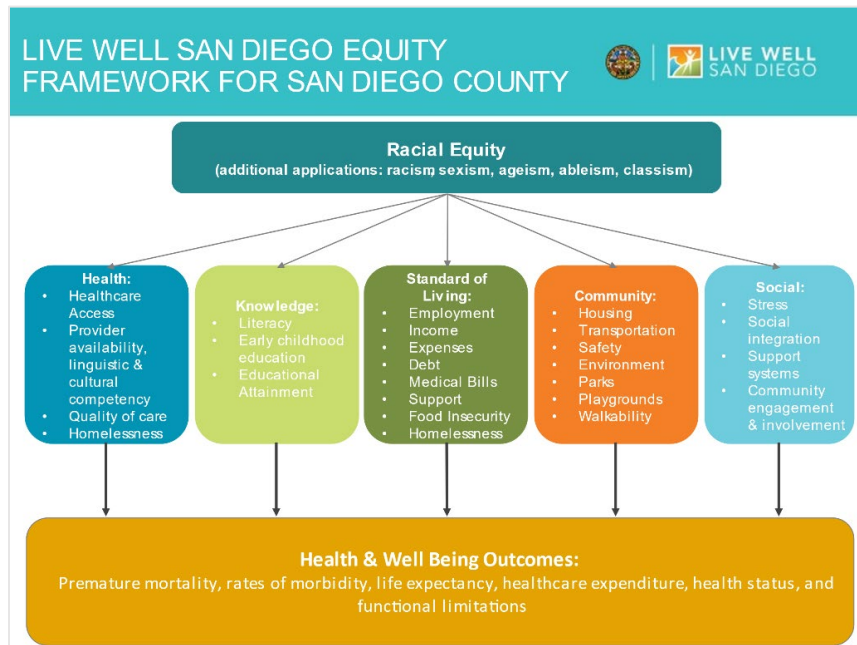 LIVE WELL SAN DIEGO EQUITY
FRAMEWORK FOR SAN DIEGO COUNTY
LIVE WELL
SAN DIEGO
Racial Equity
(additional applications: racism, sexism, ageism, ableism, classism)
Health:
• Healthcare
Access
• Provider
availability,
linguistic &
cultural
competency
• Quality of care
• Homelessness
Knowledge:
• Literacy
• Early childhood
education
• Educational
Attainment
Standard of
Living:
• Employment
• Income
• Expenses
• Debt
• Medical Bills
• Support
• Food Insecurity
• Homelessness
Community:
• Housing
• Transportation
• Safety
• Environment
• Parks
• Playgrounds
• Walkability
Social:
• Stress
• Social
integration
• Support
systems
• Community
engagement
& involvement
Health & Well Being Outcomes:
Premature mortality, rates of morbidity, life expectancy, healthcare expenditure, health status, and
functional limitations